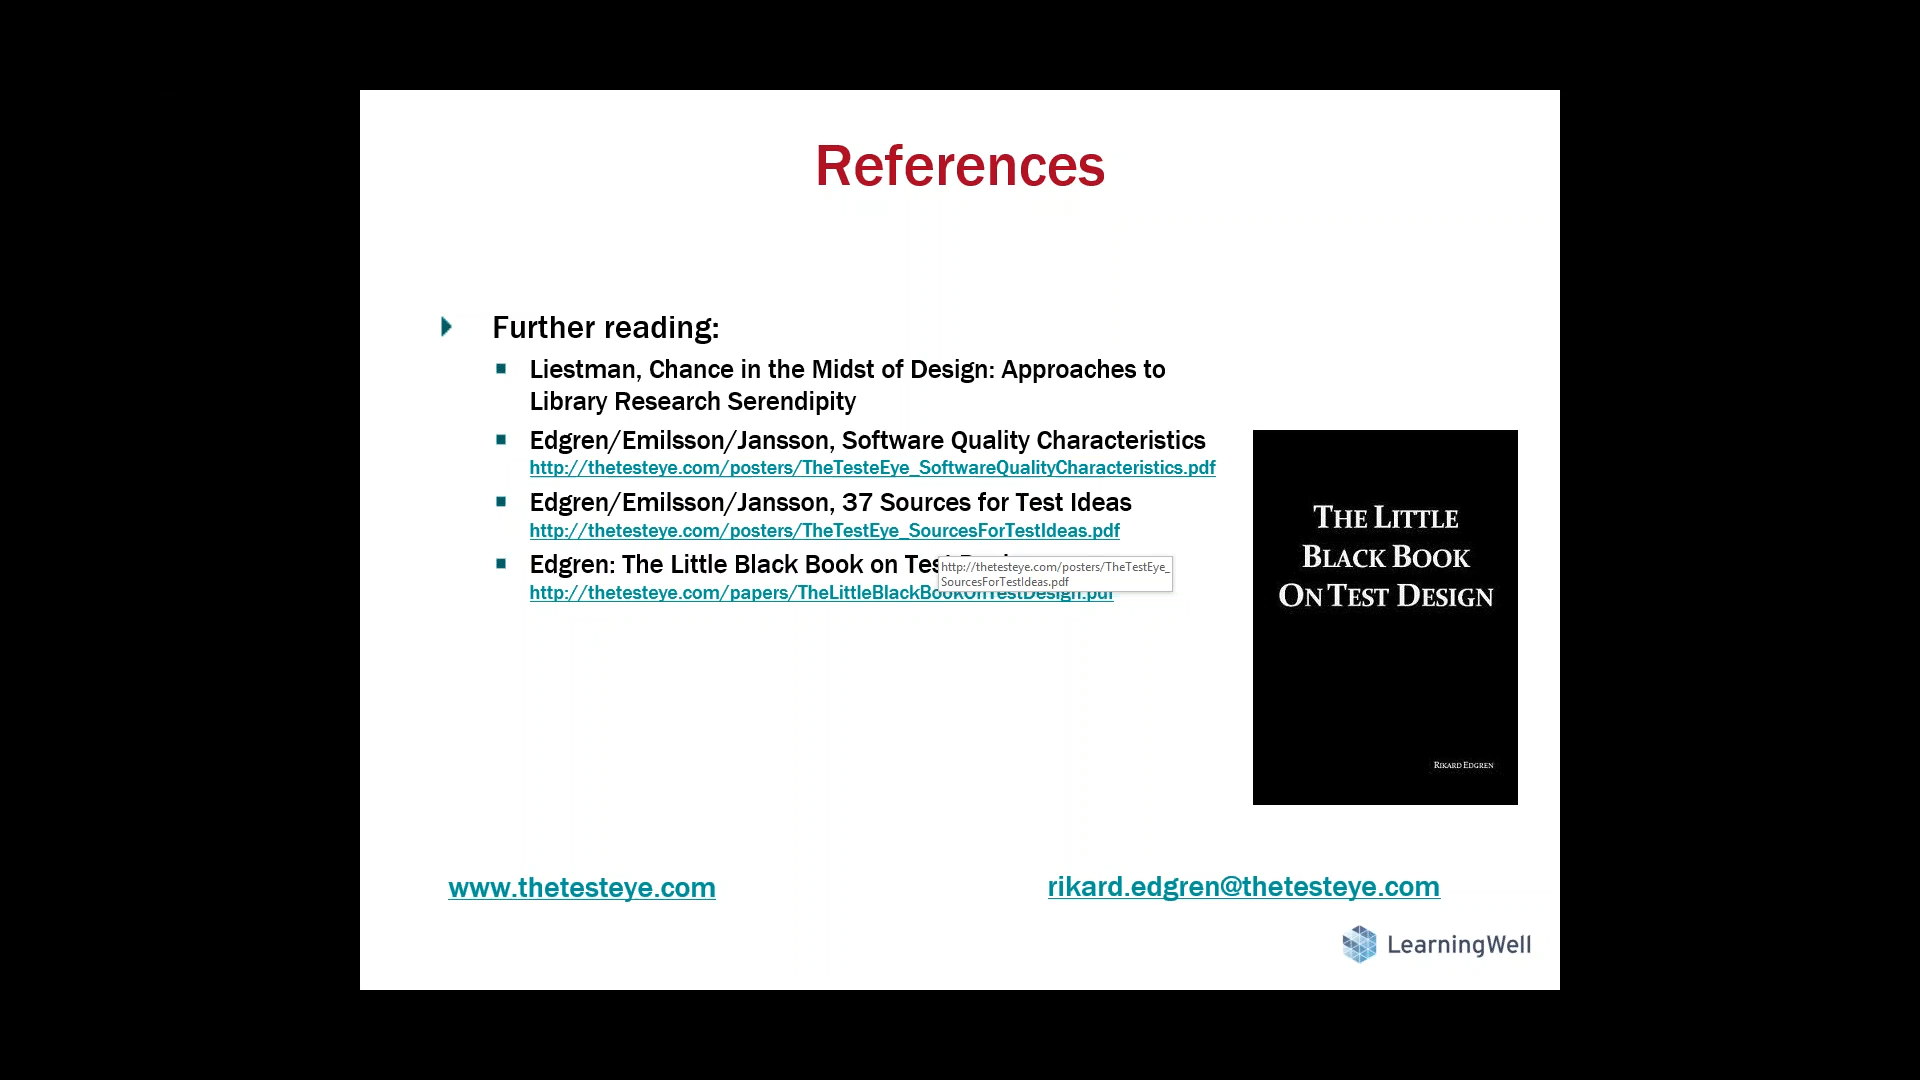 References
Further reading:
Liestman, Chance in the Midst of Design: Approaches to
Library Research Serendipity
Edgren/Emilsson/Jansson, Software Quality Characteristics
http://thetesteye.com/posters/TheTesteEye_SoftwareQualityCharacteristics.pdf
Edgren/Emilsson/Jansson, 37 Sources for Test Ideas
http://thetesteye.com/posters/TheTestEye_SourcesForTestIdeas.pdf
Edgren: The Little Black Book on
http://thetesteye.com/posters/TheTestEye_
SourcesForTestIdeas.pdf
http://thetesteye.com/papers/TheLittleBlackBookOnTestDesign.pdf
THE LITTLE
BLACK BOOK
ON TEST DESIGN
RIKARD EDGREN
www.thetesteye.com
rikard.edgren@thetesteye.com
LearningWell